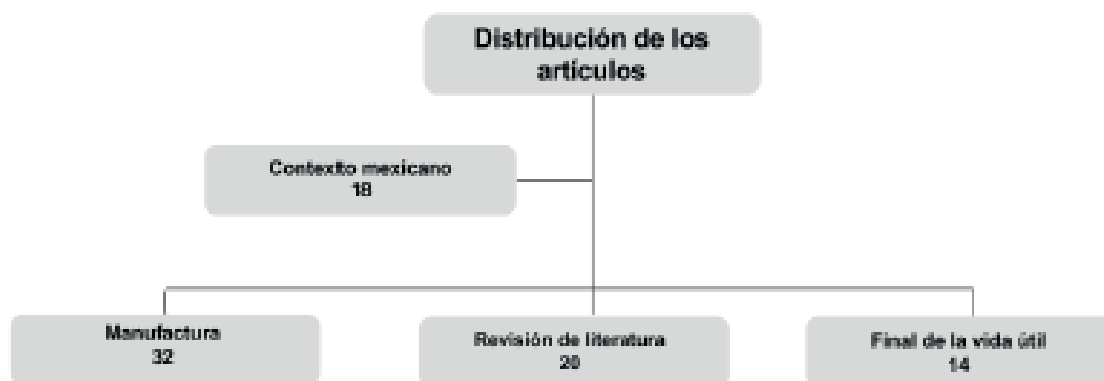 Distribución de los
artículos
Contexto mexicano
18
Manufactura
32
Revisión de literatura
20
Final de la vida útil
14